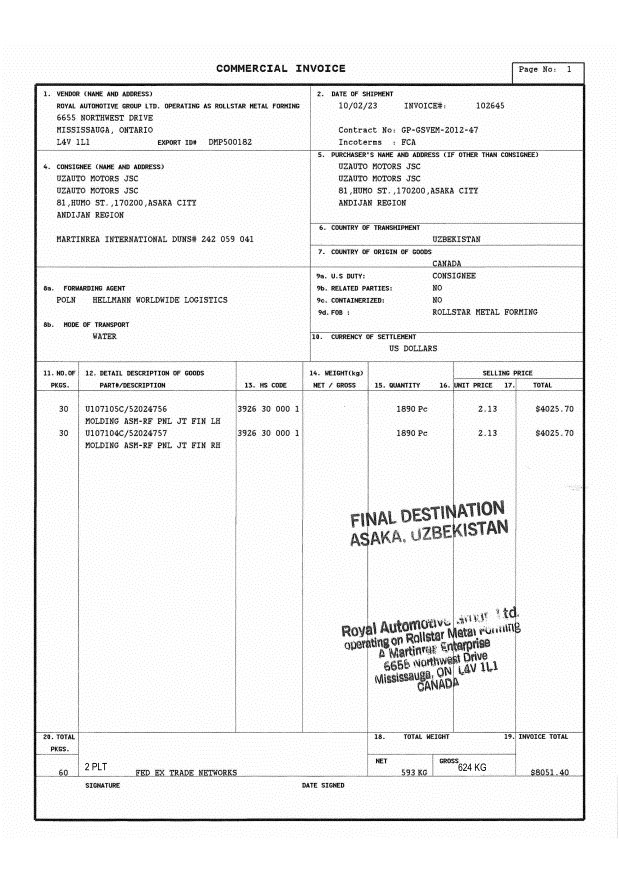 COMMERCIAL INVOICE
Page No: 1
1. VENDOR (NAME AND ADDRESS)
ROYAL AUTOMOTIVE GROUP LTD. OPERATING AS ROLLSTAR METAL FORMING
6655 NORTHWEST DRIVE
MISSISSAUGA, ONTARIO
L4V 1L1 EXPORT ID# DMP500182
2. DATE OF SHIPMENT
10/02/23 INVOICE#: 102645
Contract No: GP-GSVEM-2012-47
Incoterms : FCA
4. CONSIGNEE (NAME AND ADDRESS)
UZAUTO MOTORS JSC
UZAUTO MOTORS JSC
81,HUMO ST.,170200,ASAKA CITY
ANDIJAN REGION
MARTINREA INTERNATIONAL DUNS# 242 059 041
5. PURCHASER'S NAME AND ADDRESS (IF OTHER THAN CONSIGNEE)
UZAUTO MOTORS JSC
UZAUTO MOTORS JSC
81,HUMO ST.,170200,ASAKA CITY
ANDIJAN REGION
6. COUNTRY OF TRANSHIPMENT
UZBEKISTAN
7. COUNTRY OF ORIGIN OF GOODS
CANADA
8a. FORWARDING AGENT
POLN HELLMANN WORLDWIDE LOGISTICS
8b. MODE OF TRANSPORT
WATER
9a. U.S DUTY: CONSIGNEE
9b. RELATED PARTIES: NO
9c. CONTAINERIZED: NO
9d. FOB : ROLLSTAR METAL FORMING
10. CURRENCY OF SETTLEMENT
US DOLLARS
11. NO.OF 12. DETAIL DESCRIPTION OF GOODS 14. WEIGHT(kg) SELLING PRICE
PKGS. PART#/DESCRIPTION 13. HS CODE NET / GROSS 15. QUANTITY 16. UNIT PRICE 17. TOTAL
30 U107105C/52024756 3926 30 000 1 1890 Pc 2.13 $4025.70
MOLDING ASM-RF PNL JT FIN LH
30 U107104C/52024757 3926 30 000 1 1890 Pc 2.13 $4025.70
MOLDING ASM-RF PNL JT FIN RH
FINAL DESTINATION
ASAKA, UZBEKISTAN
Royal Automotive Ltd.
operating on Rollstar Metal Forming
A Martinrea Enterprise
6655 Northwest Drive
Mississauga, ON L4V 1L1
CANADA
20. TOTAL 18. TOTAL WEIGHT 19. INVOICE TOTAL
PKGS.
NET GROSS
60 2 PLT FED EX TRADE NETWORKS 593 KG 624 KG $8051.40
SIGNATURE DATE SIGNED